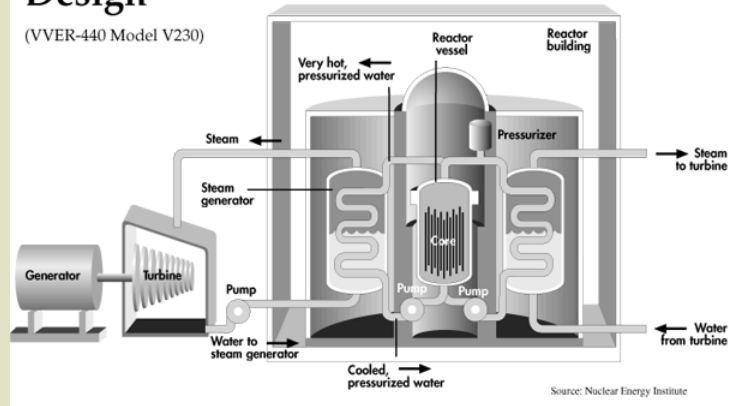 Design
(VVER-440 Model V230)
Reactor
vessel
Reactor
building
Very hot,
pressurized water
Pressurizer
Steam
Steam
to turbine
Steam
generator
Core
Generator
Turbine
Pump
Pump
Pump
Water to
steam generator
Water
from turbine
Cooled,
pressurized water
Source: Nuclear Energy Institute